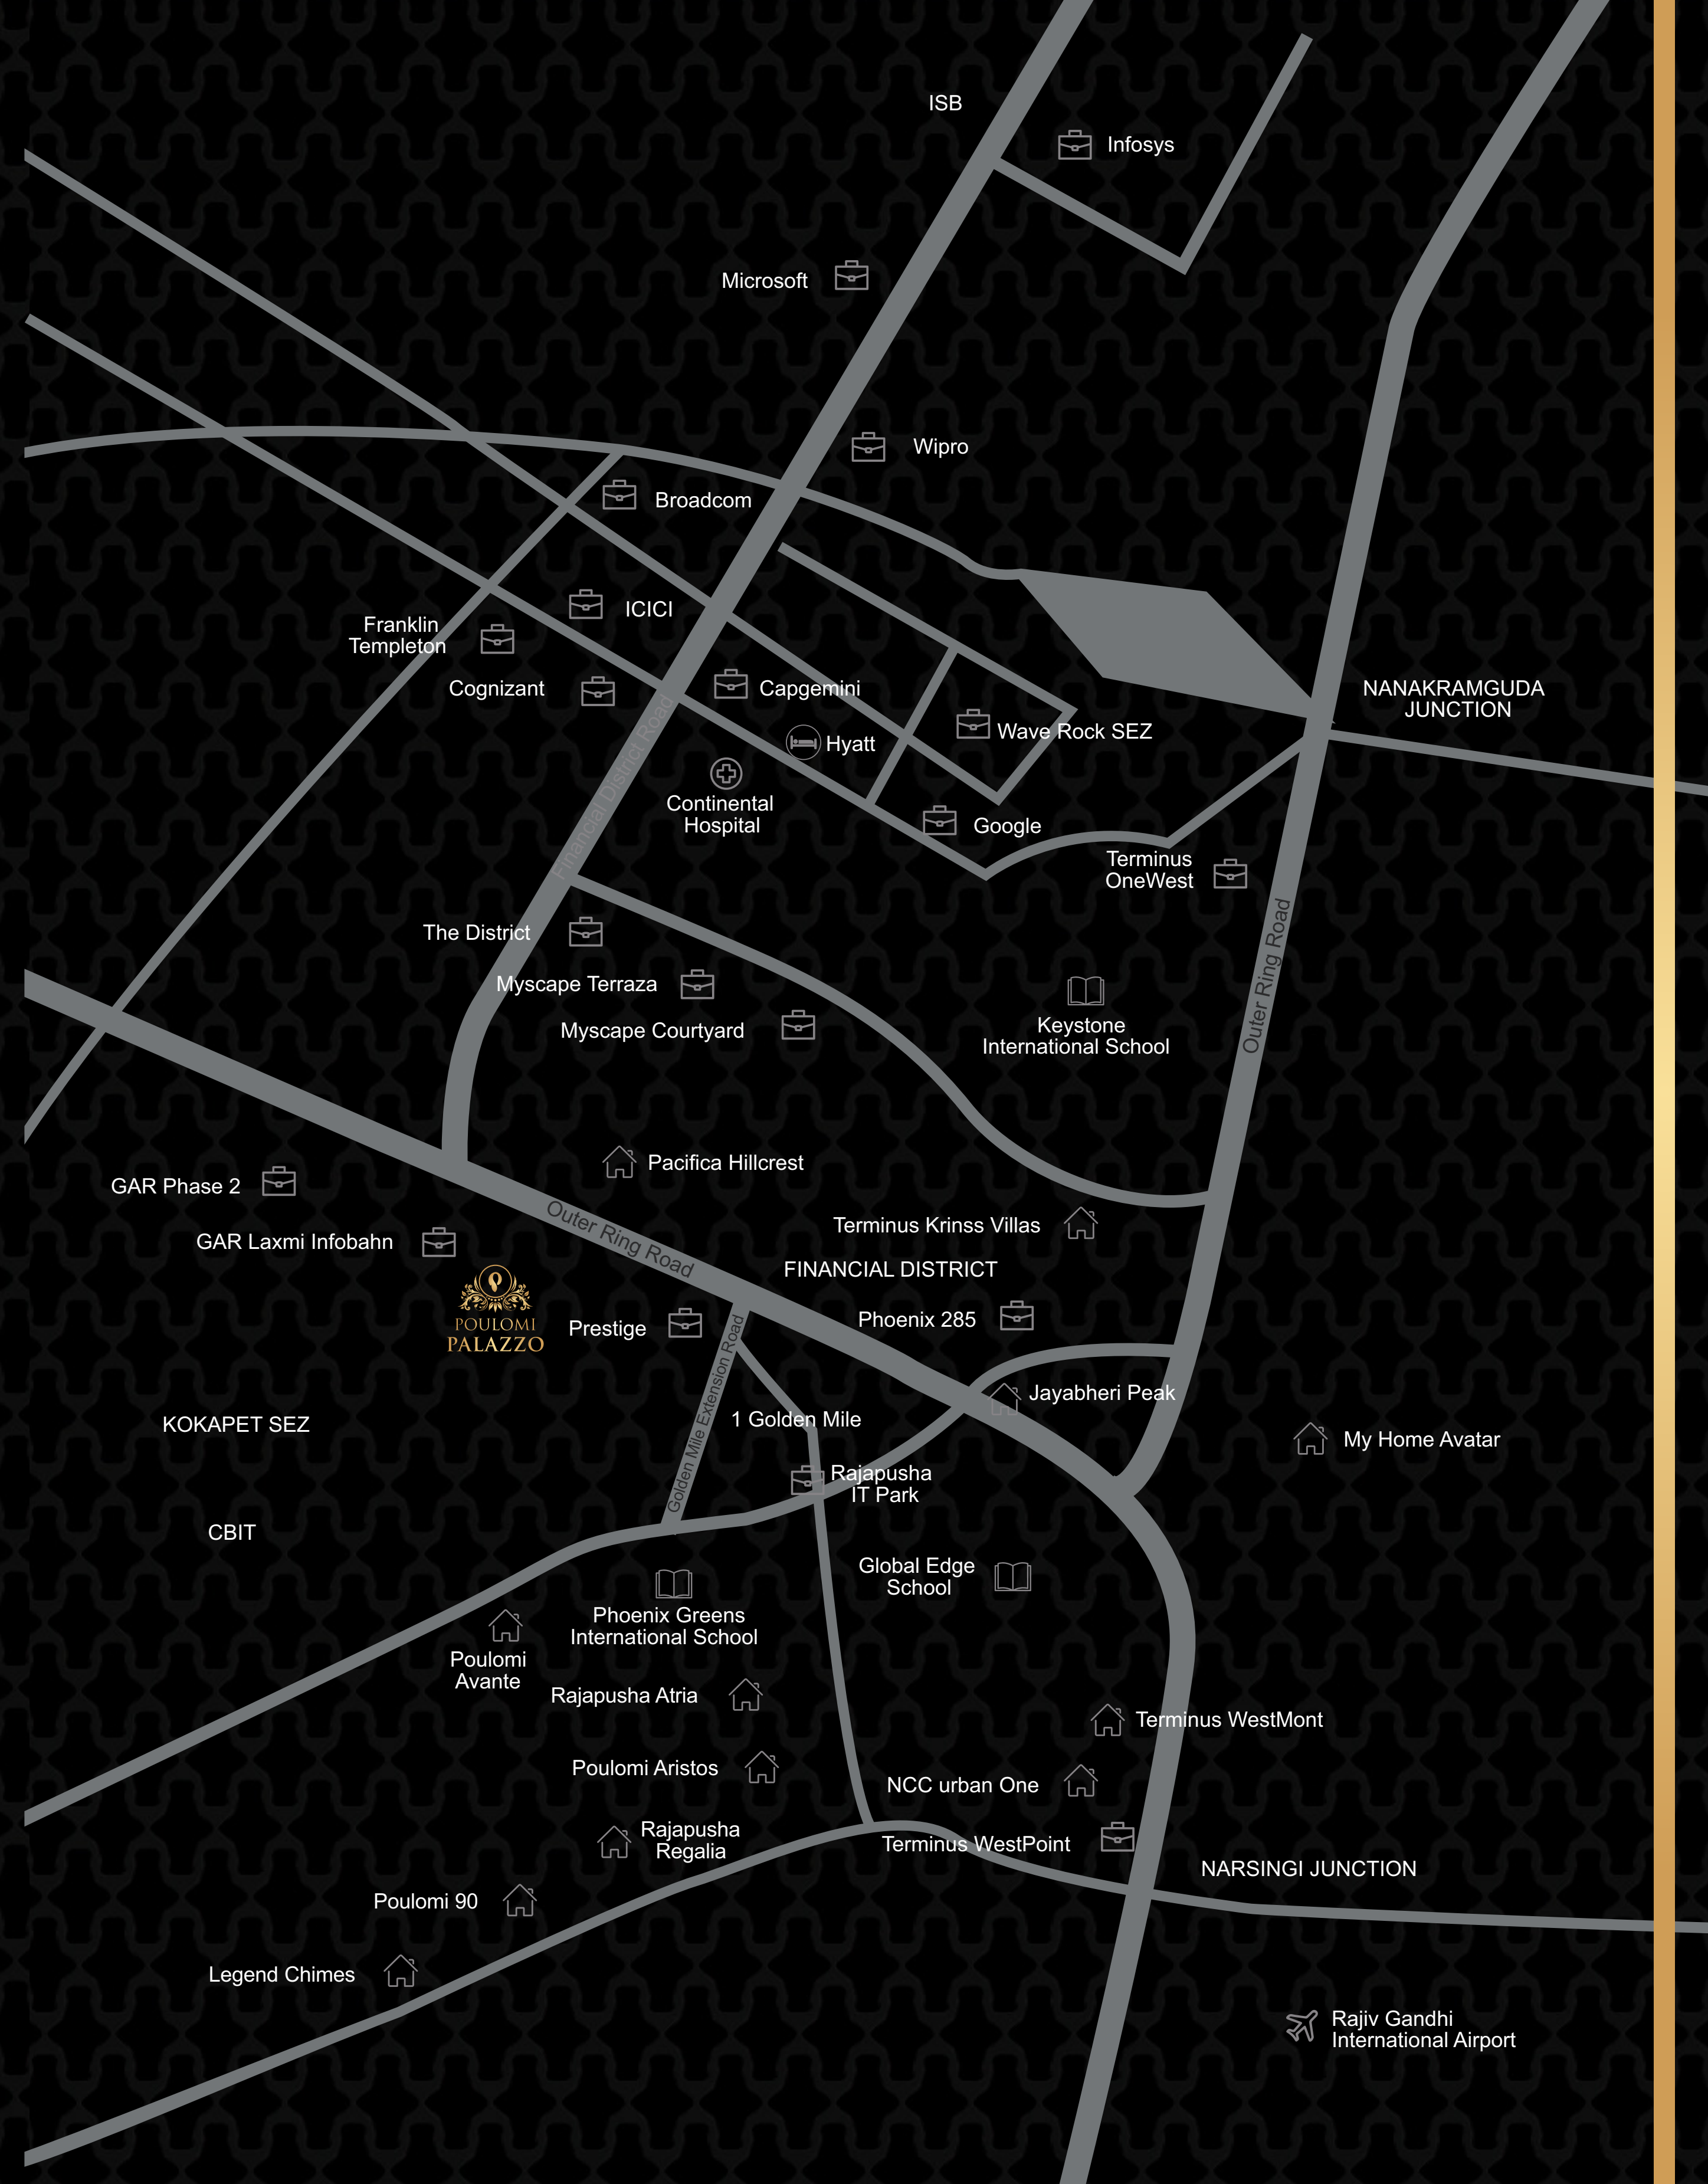 ISB
Infosys
Microsoft
Wipro
Broadcom
ICICI
Franklin
Templeton
Cognizant
Capgemini
NANAKRAMGUDA
JUNCTION
Wave Rock SEZ
Hyatt
Financial District Road
Continental
Hospital
Google
Terminus
OneWest
The District
Outer Ring Road
Myscape Terraza
Myscape Courtyard
Keystone
International School
Pacifica Hillcrest
GAR Phase 2
Terminus Krinss Villas
GAR Laxmi Infobahn
Outer Ring Road
FINANCIAL DISTRICT
POULOMI
PALAZZO
Prestige
Phoenix 285
Golden Mile Extension Road
Jayabheri Peak
1 Golden Mile
KOKAPET SEZ
My Home Avatar
Rajapusha
IT Park
CBIT
Global Edge
School
Phoenix Greens
International School
Poulomi
Avante
Rajapusha Atria
Terminus WestMont
Poulomi Aristos
NCC urban One
Rajapusha
Regalia
Terminus WestPoint
NARSINGI JUNCTION
Poulomi 90
Legend Chimes
Rajiv Gandhi
International Airport